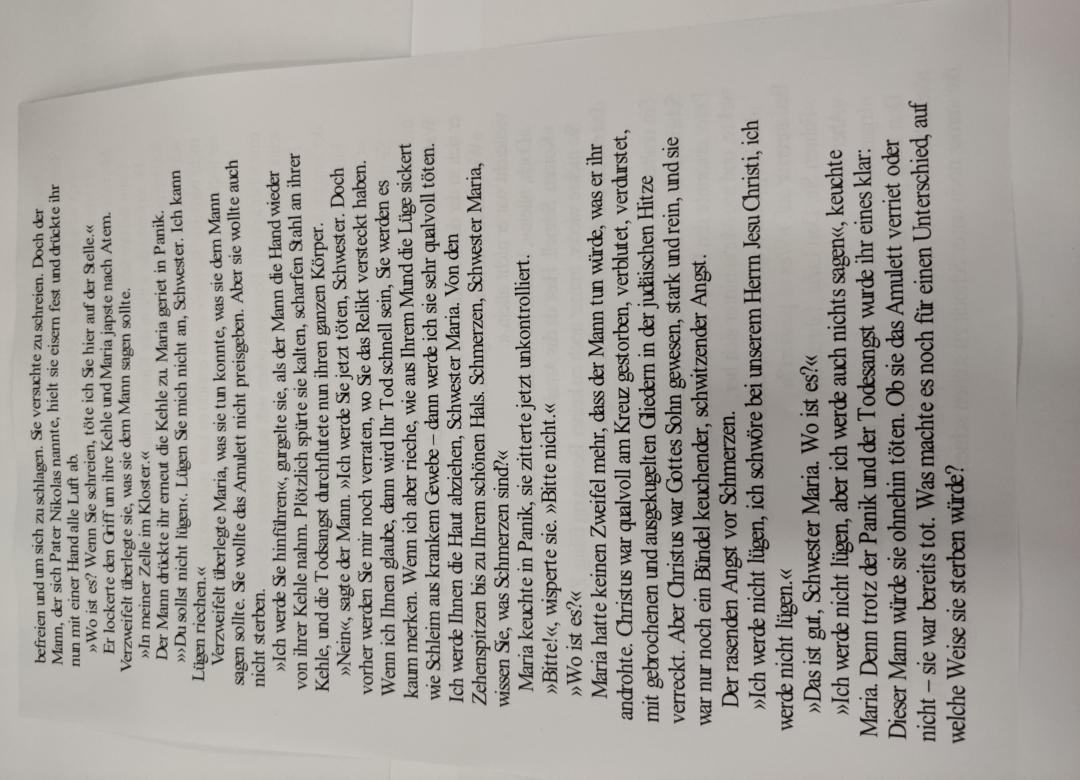 befreien und um sich zu schlagen. Sie versuchte zu schreien. Doch der
Mann, der sich Pater Nikolas nannte, hielt sie eisern fest und drückte ihr
nun mit einer Hand alle Luft ab.
»Wo ist es? Wenn Sie schreien, töte ich Sie hier auf der Stelle.«
Er lockerte den Griff um ihre Kehle und Maria japste nach Atem.
Verzweifelt überlegte sie, was sie dem Mann sagen sollte.
»In meiner Zelle im Kloster.«
Der Mann drückte ihr erneut die Kehle zu. Maria geriet in Panik.
»›Du sollst nicht lügen‹. Lügen Sie mich nicht an, Schwester. Ich kann
Lügen riechen.«
Verzweifelt überlegte Maria, was sie tun konnte, was sie dem Mann
sagen sollte. Sie wollte das Amulett nicht preisgeben. Aber sie wollte auch
nicht sterben.
»Ich werde Sie hinführen«, gurgelte sie, als der Mann die Hand wieder
von ihrer Kehle nahm. Plötzlich spürte sie kalten, scharfen Stahl an ihrer
Kehle, und die Todsangst durchflutete nun ihren ganzen Körper.
»Nein«, sagte der Mann. »Ich werde Sie jetzt töten, Schwester. Doch
vorher werden Sie mir noch verraten, wo Sie das Relikt versteckt haben.
Wenn ich Ihnen glaube, dann wird Ihr Tod schnell sein, Sie werden es
kaum merken. Wenn ich aber rieche, wie aus Ihrem Mund die Lüge sickert
wie Schleim aus krankem Gewebe – dann werde ich sie sehr qualvoll töten.
Ich werde Ihnen die Haut abziehen, Schwester Maria. Von den
Zehenspitzen bis zu Ihrem schönen Hals. Schmerzen, Schwester Maria,
wissen Sie, was Schmerzen sind?«
Maria keuchte in Panik, sie zitterte jetzt unkontrolliert.
»Bitte!«, wisperte sie. »Bitte nicht.«
»Wo ist es?«
Maria hatte keinen Zweifel mehr, dass der Mann tun würde, was er ihr
androhte. Christus war qualvoll am Kreuz gestorben, verblutet, verdurstet,
mit gebrochenen und ausgekugelten Gliedern in der judäischen Hitze
verreckt. Aber Christus war Gottes Sohn gewesen, stark und rein, und sie
war nur noch ein Bündel keuchender, schwitzender Angst.
Der rasenden Angst vor Schmerzen.
»Ich werde nicht lügen, ich schwöre bei unserem Herrn Jesu Christi, ich
werde nicht lügen.«
»Das ist gut, Schwester Maria. Wo ist es?«
»Ich werde nicht lügen, aber ich werde auch nichts sagen«, keuchte
Maria. Denn trotz der Panik und der Todesangst wurde ihr eines klar:
Dieser Mann würde sie ohnehin töten. Ob sie das Amulett verriet oder
nicht – sie war bereits tot. Was machte es noch für einen Unterschied, auf
welche Weise sie sterben würde?